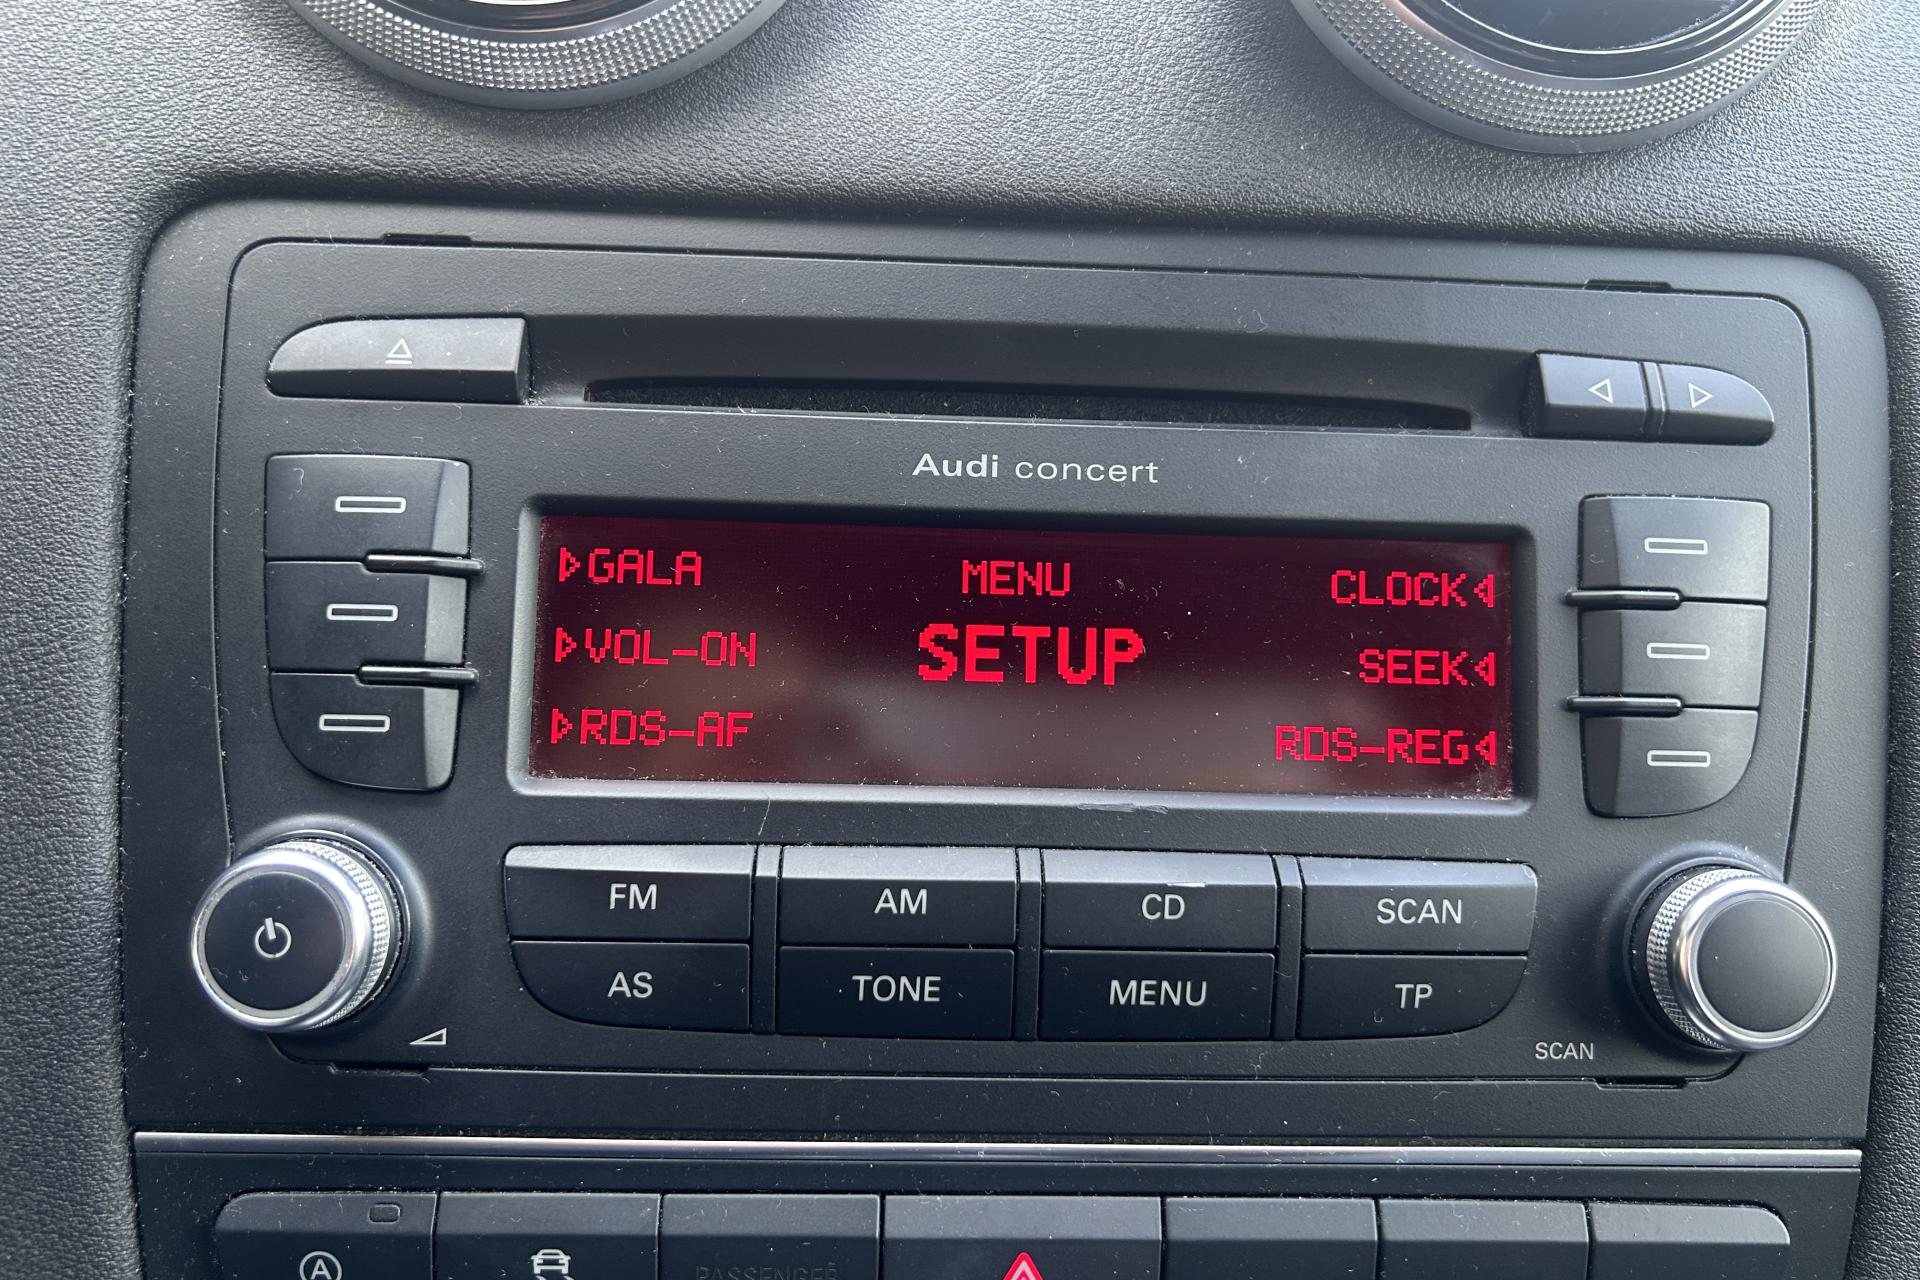 Audi concert
GALA MENU CLOCK
VOL-ON SETUP SEEK
RDS-AF RDS-REG
FM AM CD SCAN
AS TONE MENU TP
SCAN
A PASSENGER